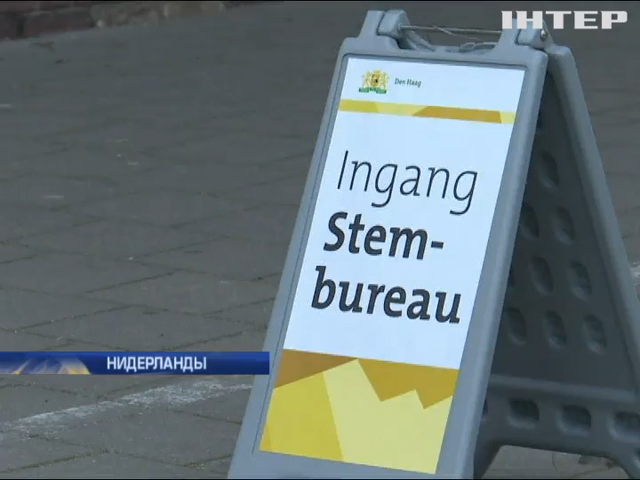 ІНТЕР
Den Haag
Ingang
Stem-
bureau
НИДЕРЛАНДЫ